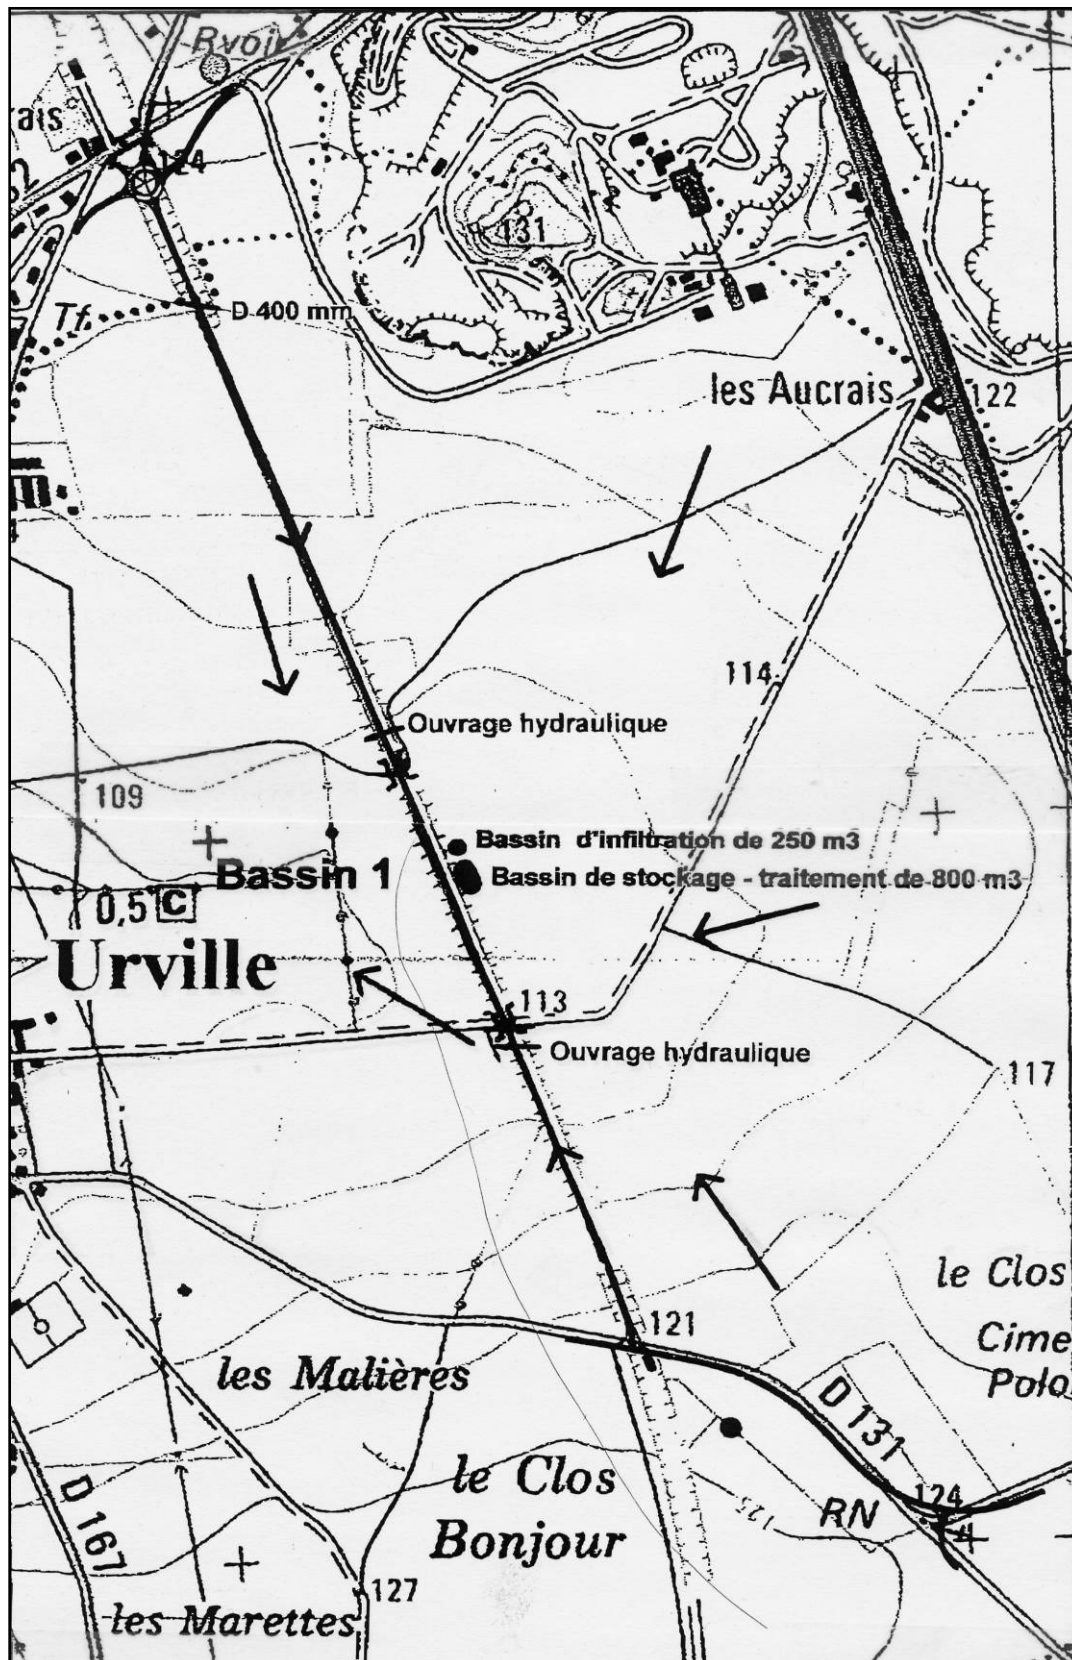 Rvoir
ais
124
131
Tf.
D 400 mm
les Aucrais
122
114
Ouvrage hydraulique
109
Bassin d'infiltration de 250 m3
Bassin 1
Bassin de stockage - traitement de 800 m3
0,5 C
Urville
113
Ouvrage hydraulique
117
le Clos
121
Cime
Polo
les Malières
D 131
le Clos
Bonjour
D 167
RN
124
125
127
les Marettes